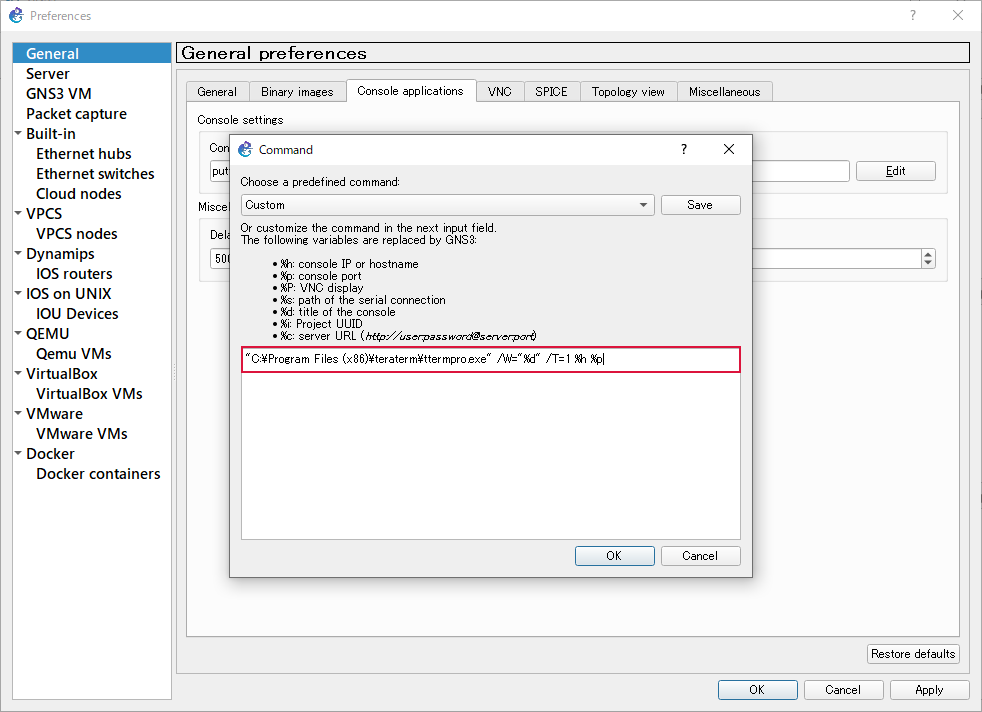 Preferences
General
Server
GNS3 VM
Packet capture
Built-in
Ethernet hubs
Ethernet switches
Cloud nodes
VPCS
VPCS nodes
Dynamips
IOS routers
IOS on UNIX
IOU Devices
QEMU
Qemu VMs
VirtualBox
VirtualBox VMs
VMware
VMware VMs
Docker
Docker containers
General preferences
General Binary images Console applications VNC SPICE Topology view Miscellaneous
Console settings
Edit
Command
?
Choose a predefined command:
Custom
Save
Or customize the command in the next input field.
The following variables are replaced by GNS3:
• %h: console IP or hostname
• %p: console port
• %P: VNC display
• %s: path of the serial connection
• %d: title of the console
• %i: Project UUID
• %c: server URL (http://user:password@server:port)
"C:¥Program Files (x86)¥teraterm¥ttermpro.exe" /W="%d" /T=1 %h %p
OK Cancel
Restore defaults
OK Cancel Apply